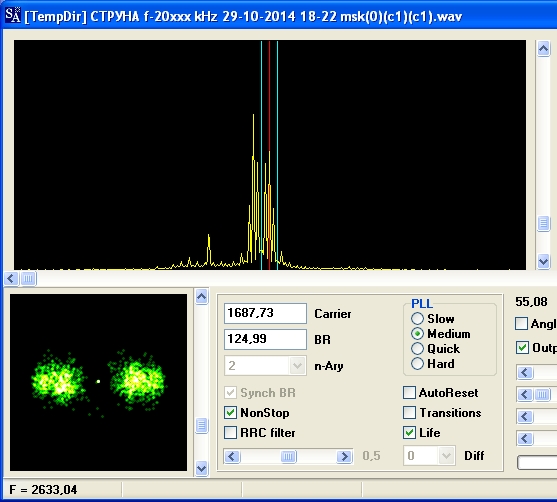 SA [TempDir] СТРУНА f-20xxx kHz 29-10-2014 18-22 msk(0)(c1)(c1).wav
1687,73 Carrier
124,99 BR
2 n-Ary
Synch BR
NonStop
RRC filter
0,5
PLL
Slow
Medium
Quick
Hard
AutoReset
Transitions
Life
0 Diff
55,08
Angl
Outp
F = 2633,04